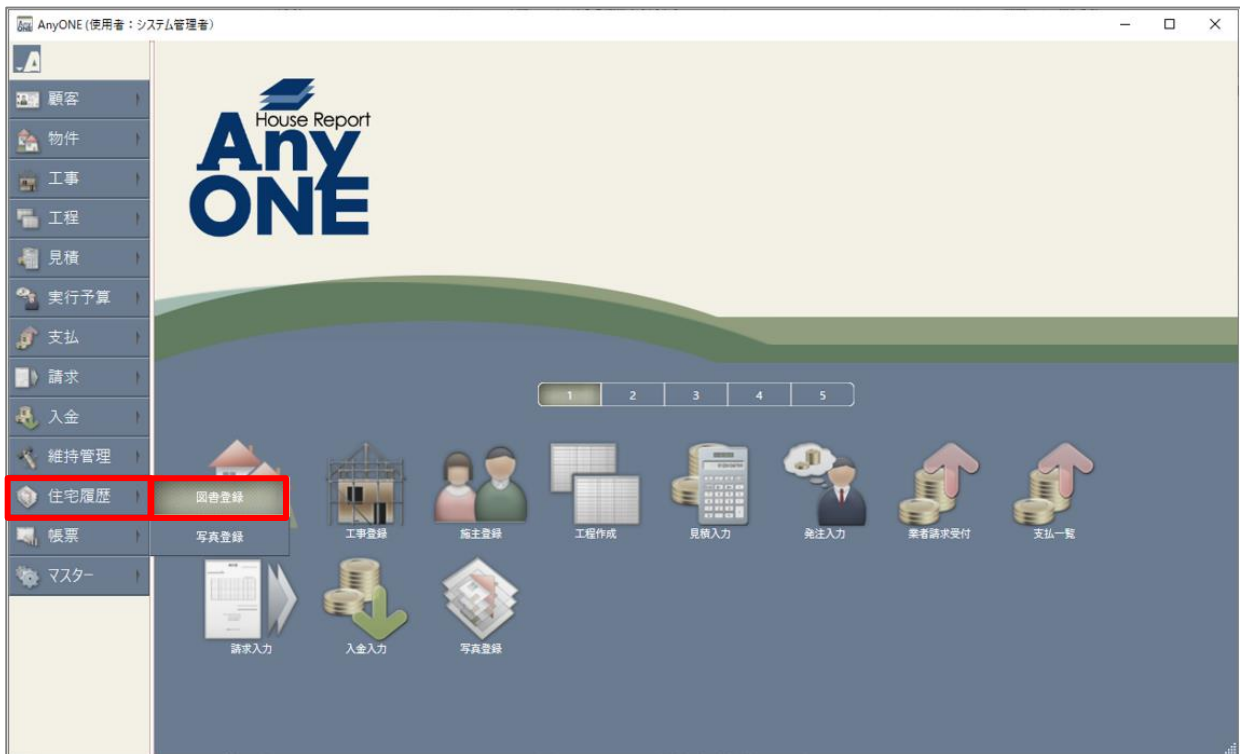 AnyONE (使用者：システム管理者)
顧客
物件
工事
工程
見積
実行予算
支払
請求
入金
維持管理
住宅履歴
帳票
マスター
図書登録
写真登録
House Report
Any
ONE
1 2 3 4 5
工事登録 施主登録 工程作成 見積入力 発注入力 業者請求受付 支払一覧
請求入力 入金入力 写真登録